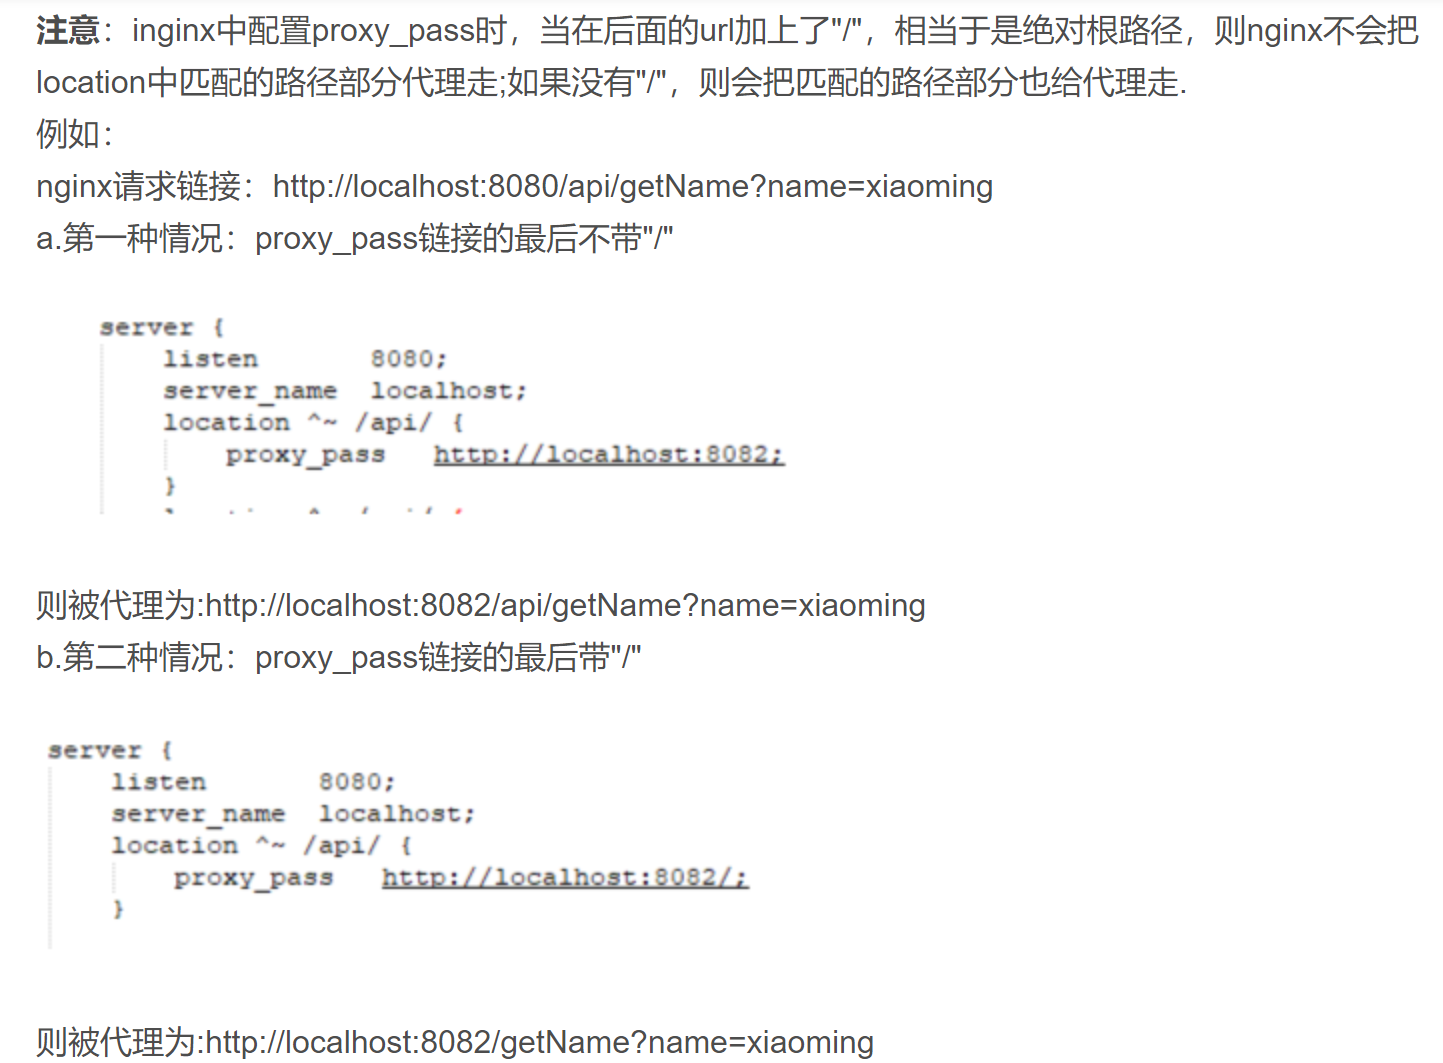 注意：inginx中配置proxy_pass时，当在后面的url加上了"/"，相当于是绝对根路径，则nginx不会把
location中匹配的路径部分代理走;如果没有"/"，则会把匹配的路径部分也给代理走.
例如：
nginx请求链接：http://localhost:8080/api/getName?name=xiaoming
a.第一种情况：proxy_pass链接的最后不带"/"
server {
listen 8080;
server_name localhost;
location ^~ /api/ {
proxy_pass http://localhost:8082;
}
则被代理为:http://localhost:8082/api/getName?name=xiaoming
b.第二种情况：proxy_pass链接的最后带"/"
server {
listen 8080;
server_name localhost;
location ^~ /api/ {
proxy_pass http://localhost:8082/;
}
则被代理为:http://localhost:8082/getName?name=xiaoming